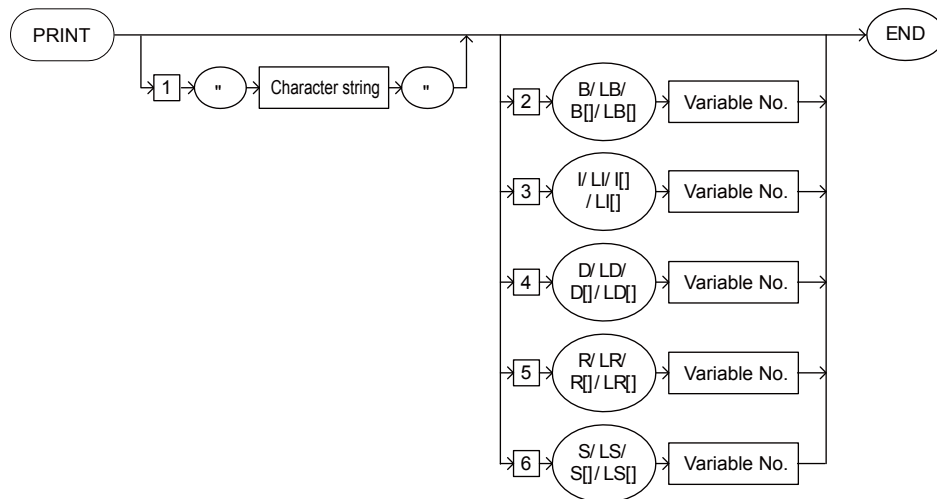 PRINT
END
1 " Character string "
2 B/ LB/ Variable No.
B[]/ LB[]
3 I/ LI/ I[] Variable No.
/ LI[]
4 D/ LD/ Variable No.
D[]/ LD[]
5 R/ LR/ Variable No.
R[]/ LR[]
6 S/ LS/ Variable No.
S[]/ LS[]